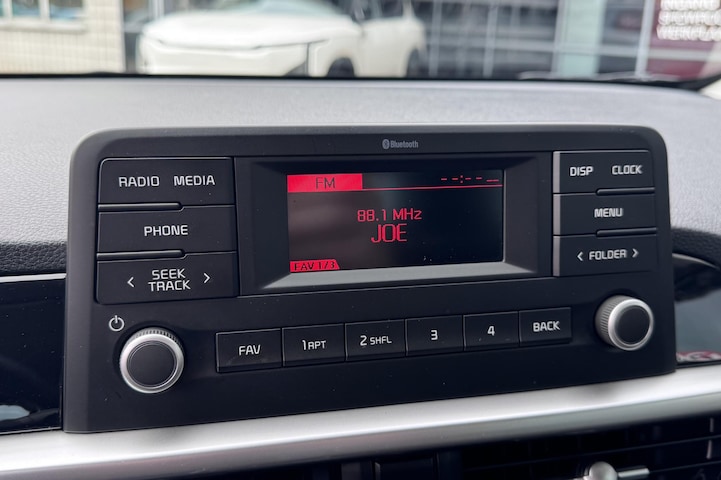 Bluetooth
RADIO MEDIA
PHONE
< SEEK TRACK >
FM
--:-- 
88.1 MHz
JOE
FAV 1/3
DISP CLOCK
MENU
< FOLDER >
FAV
1 RPT
2 SHFL
3
4
BACK